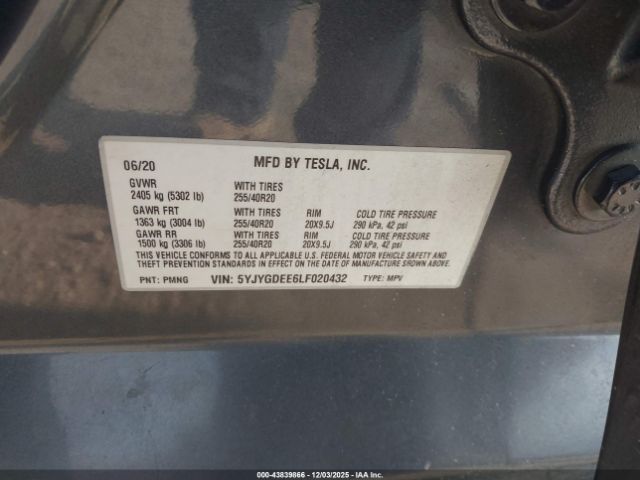 06/20 MFD BY TESLA, INC.
GVWR WITH TIRES
2405 kg (5302 lb) 255/40R20
GAWR FRT WITH TIRES RIM COLD TIRE PRESSURE
1363 kg (3004 lb) 255/40R20 20X9.5J 290 kPa, 42 psi
GAWR RR WITH TIRES RIM COLD TIRE PRESSURE
1500 kg (3306 lb) 255/40R20 20X9.5J 290 kPa, 42 psi
THIS VEHICLE CONFORMS TO ALL APPLICABLE U.S. FEDERAL MOTOR VEHICLE SAFETY AND
THEFT PREVENTION STANDARDS IN EFFECT ON THE DATE OF MANUFACTURE SHOWN ABOVE.
PNT: PMNG VIN: 5YJYGDEE6LF020432 TYPE: MPV
000-43839866 - 12/03/2025 - IAA Inc.